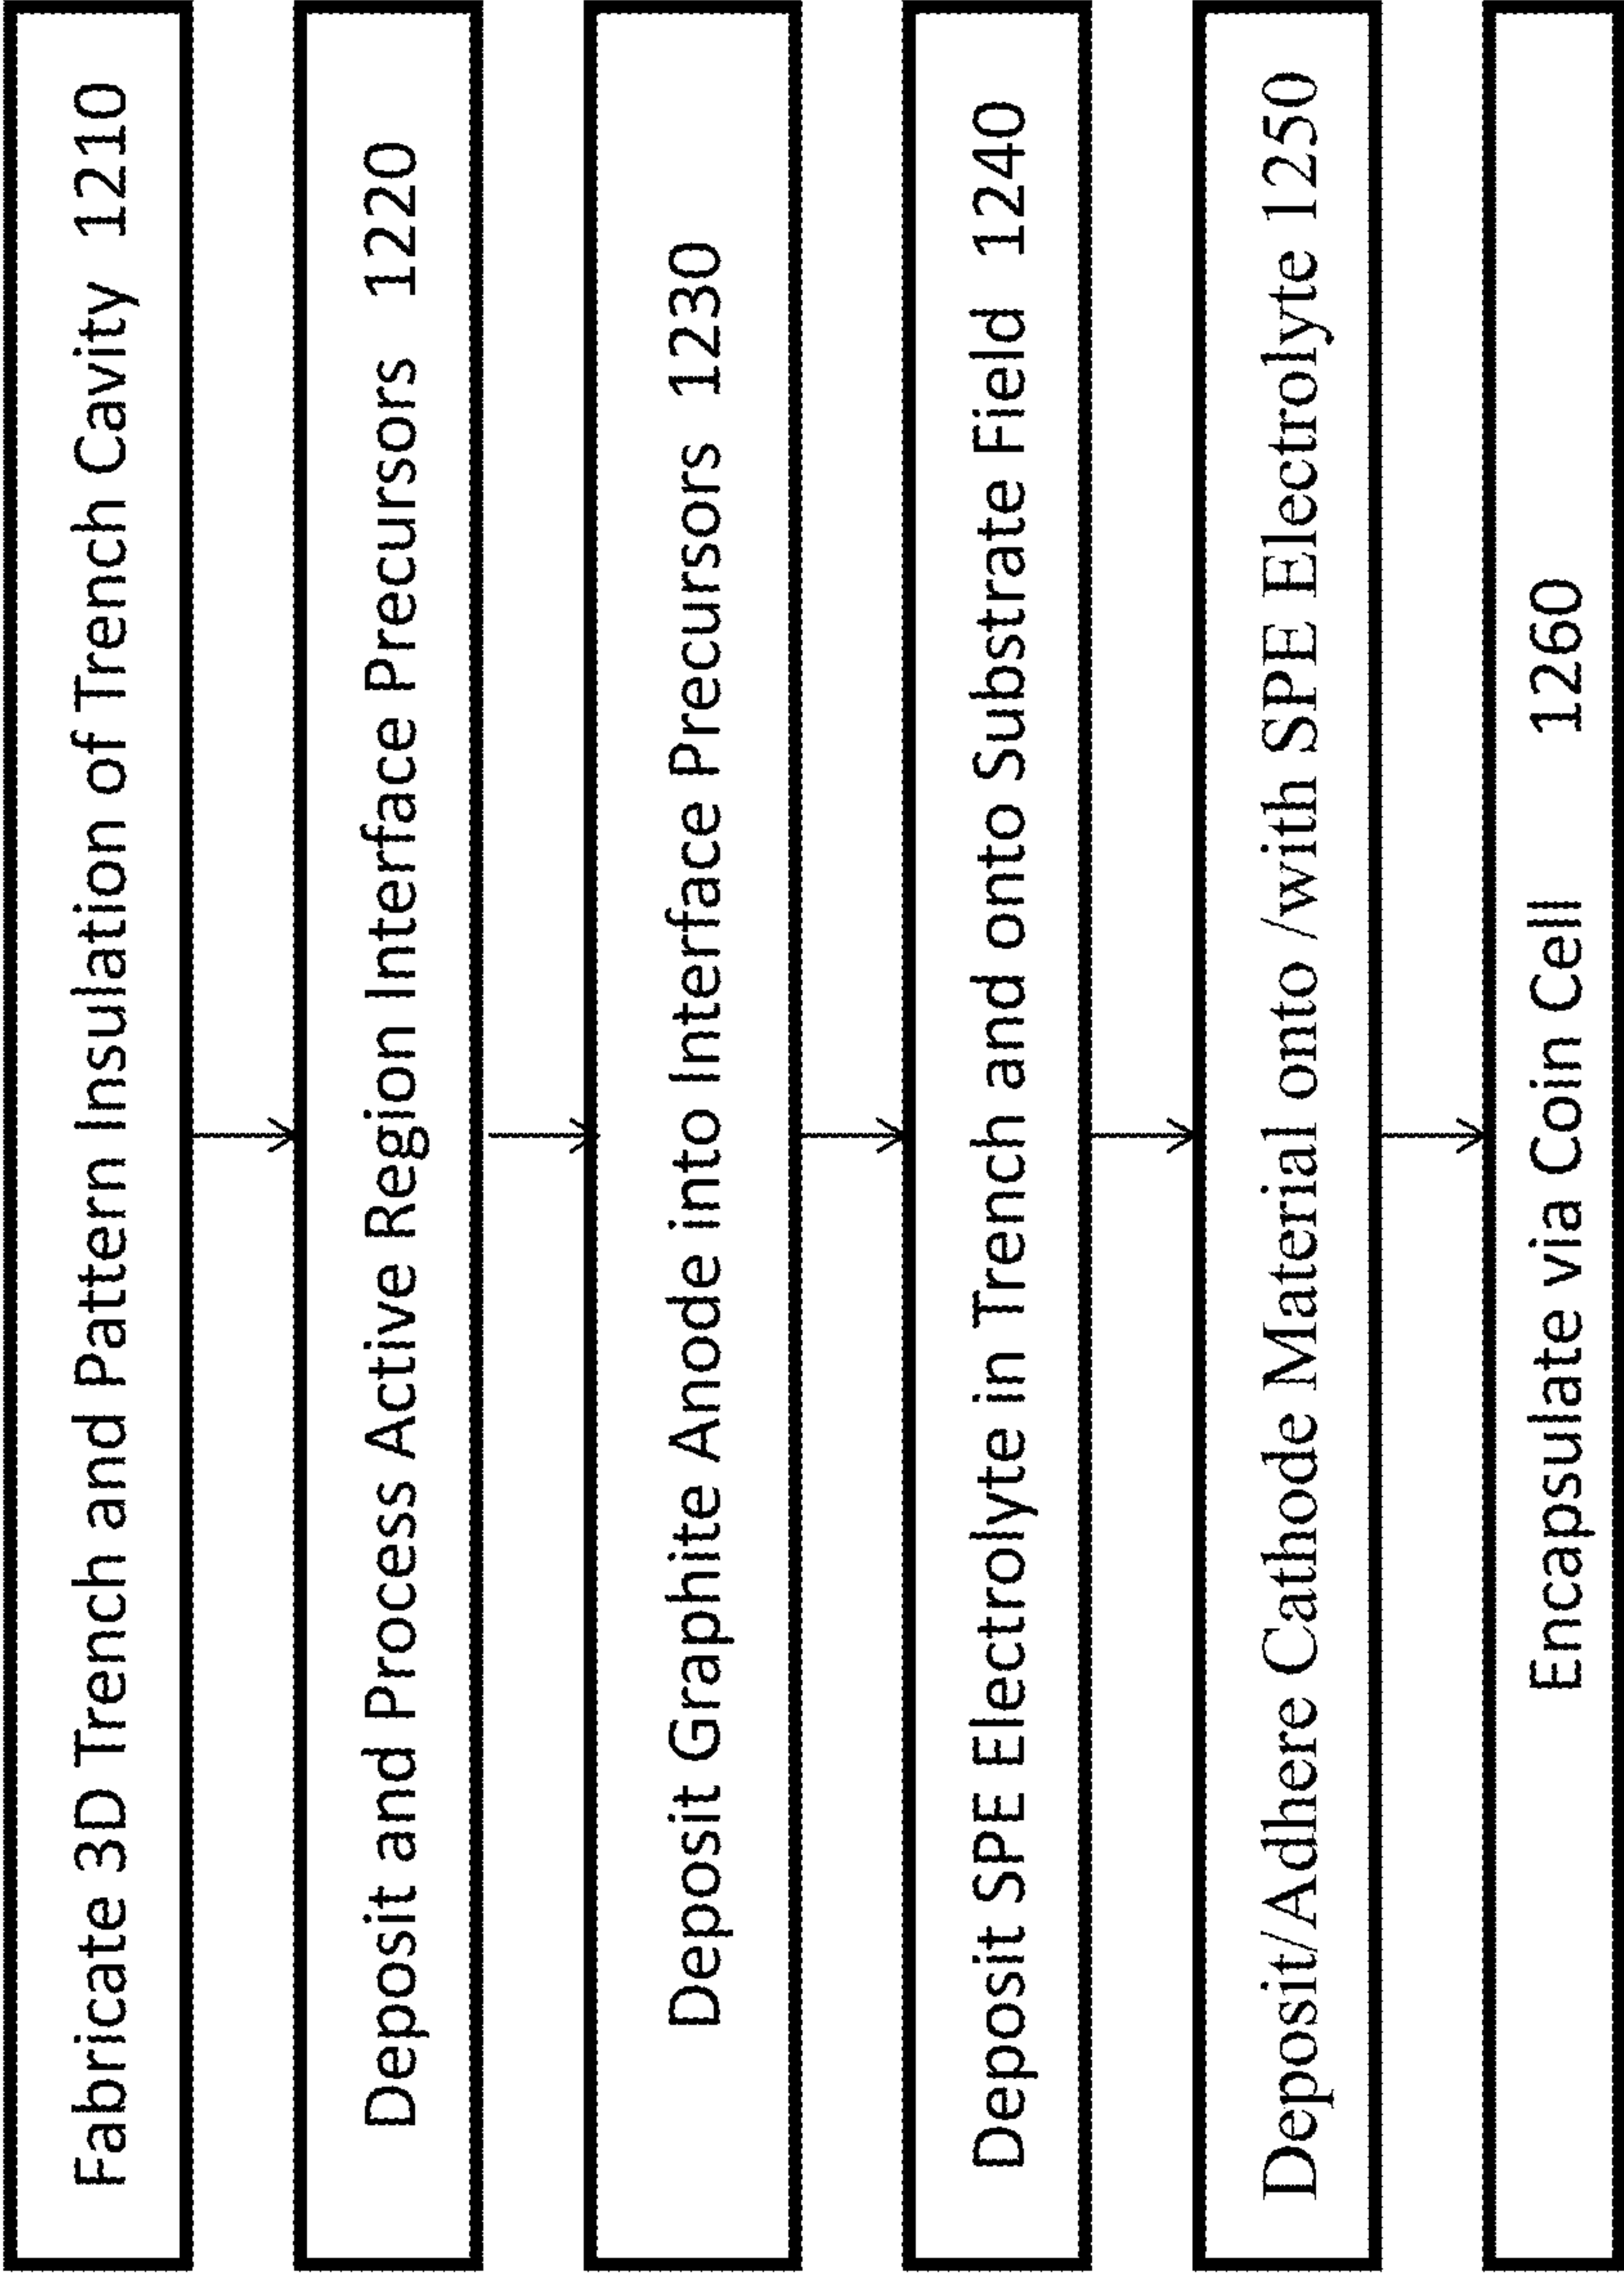 Fabricate 3D Trench and Pattern Insulation of Trench Cavity 1210
Deposit and Process Active Region Interface Precursors 1220
Deposit Graphite Anode into Interface Precursors 1230
Deposit SPE Electrolyte in Trench and onto Substrate Field 1240
Deposit/Adhere Cathode Material onto /with SPE Electrolyte 1250
Encapsulate via Coin Cell 1260